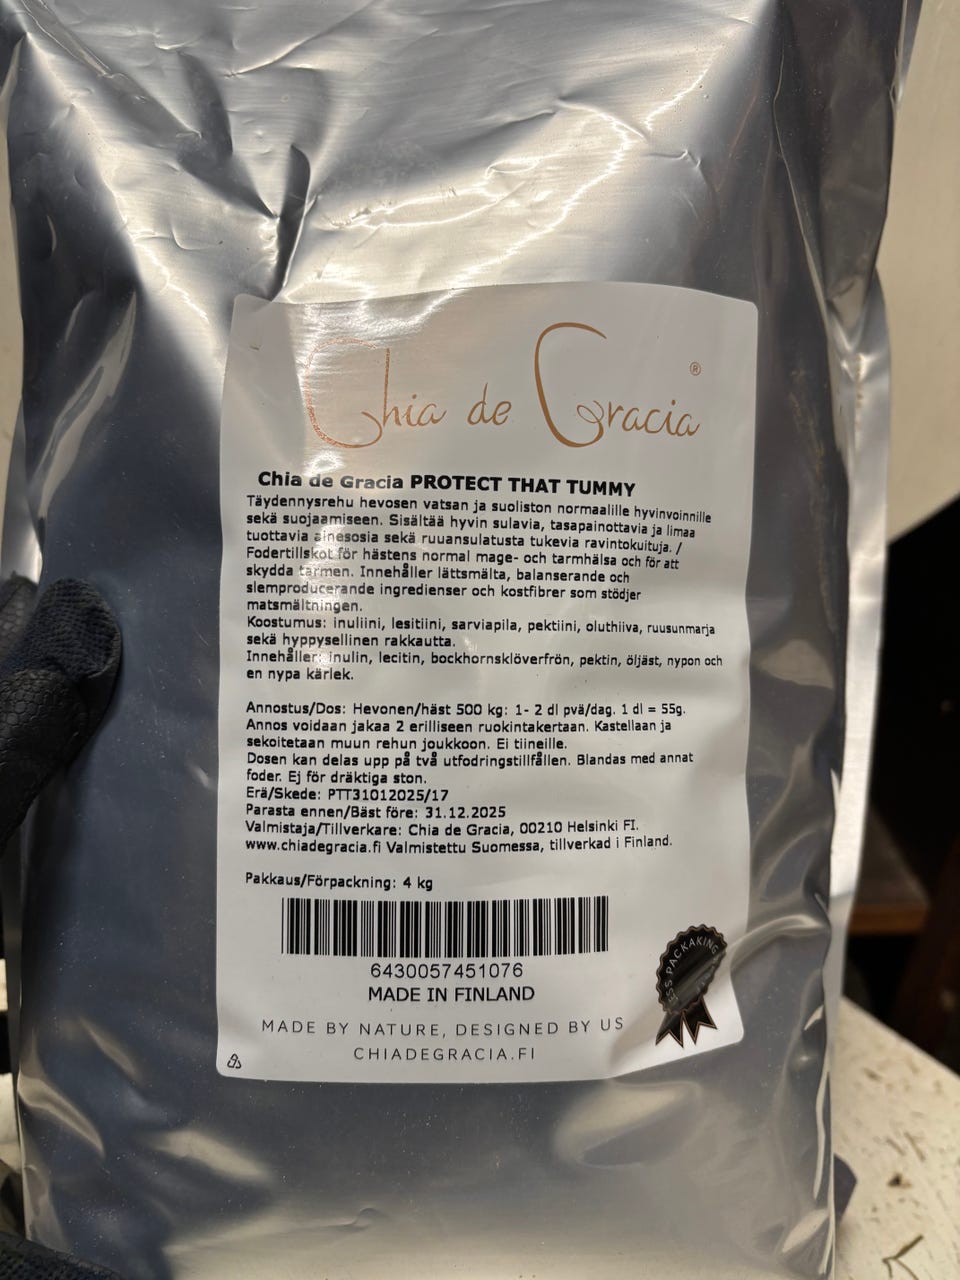 Chia de Gracia ®
Chia de Gracia PROTECT THAT TUMMY
Täydennysrehu hevosen vatsan ja suoliston normaalille hyvinvoinnille
sekä suojaamiseen. Sisältää hyvin sulavia, tasapainottavia ja limaa
tuottavia ainesosia sekä ruuansulatusta tukevia ravintokuituja. /
Fodertillskot för hästens normal mage- och tarmhälsa och för att
skydda tarmen. Innehåller lättsmälta, balanserande och
slemproducerande ingredienser och kostfibrer som stödjer
matsmältningen.
Koostumus: inuliini, lesitiini, sarviapila, pektiini, oluthiiva, ruusunmarja
sekä hyppysellinen rakkautta.
Innehåller: inulin, lecitin, bockhornsklöverfrön, pektin, öljäst, nypon och
en nypa kärlek.
Annostus/Dos: Hevonen/häst 500 kg: 1- 2 dl pvä/dag. 1 dl = 55g.
Annos voidaan jakaa 2 erilliseen ruokintakertaan. Kastellaan ja
sekoitetaan muun rehun joukkoon. Ei tiineille.
Dosen kan delas upp på två utfodringstillfällen. Blandas med annat
foder. Ej för dräktiga ston.
Erä/Skede: PTT31012025/17
Parasta ennen/Bäst före: 31.12.2025
Valmistaja/Tillverkare: Chia de Gracia, 00210 Helsinki FI.
www.chiadegracia.fi Valmistettu Suomessa, tillverkad i Finland.
Pakkaus/Förpackning: 4 kg
6430057451076
MADE IN FINLAND
MADE BY NATURE, DESIGNED BY US
CHIADEGRACIA.FI
PACKAKING